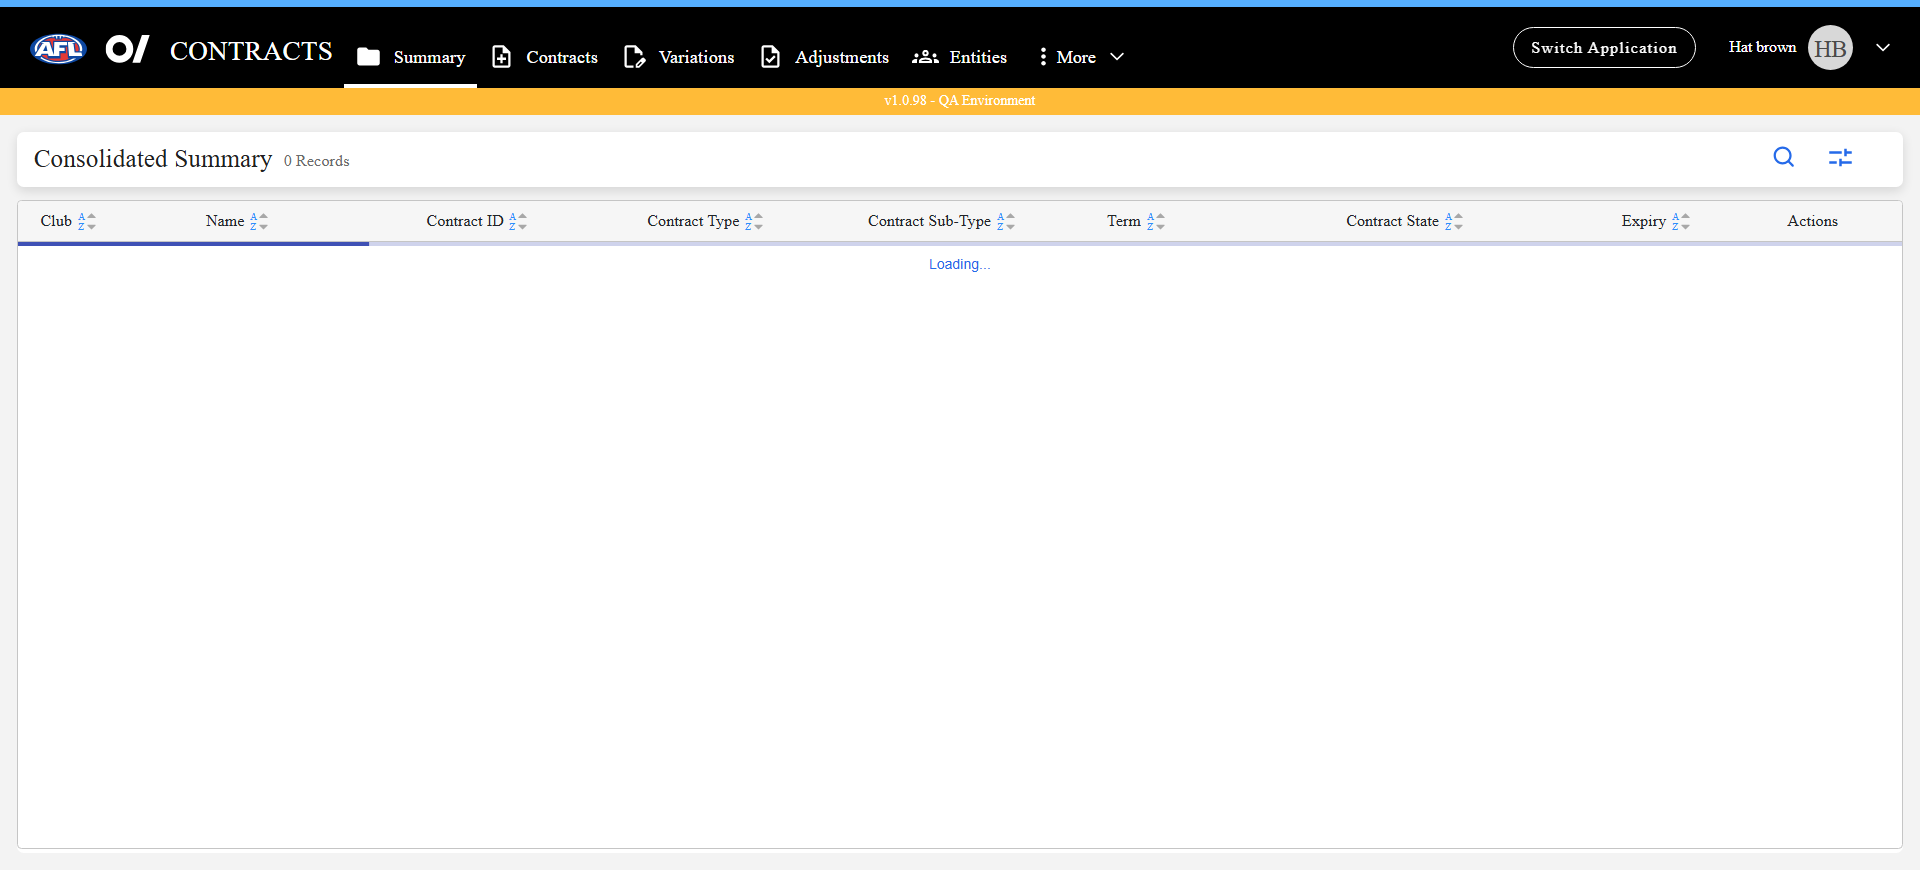 AFL O/ CONTRACTS Summary Contracts Variations Adjustments Entities More Switch Application Hat brown HB
v1.0.98 - QA Environment
Consolidated Summary 0 Records
Club Name Contract ID Contract Type Contract Sub-Type Term Contract State Expiry Actions
Loading...